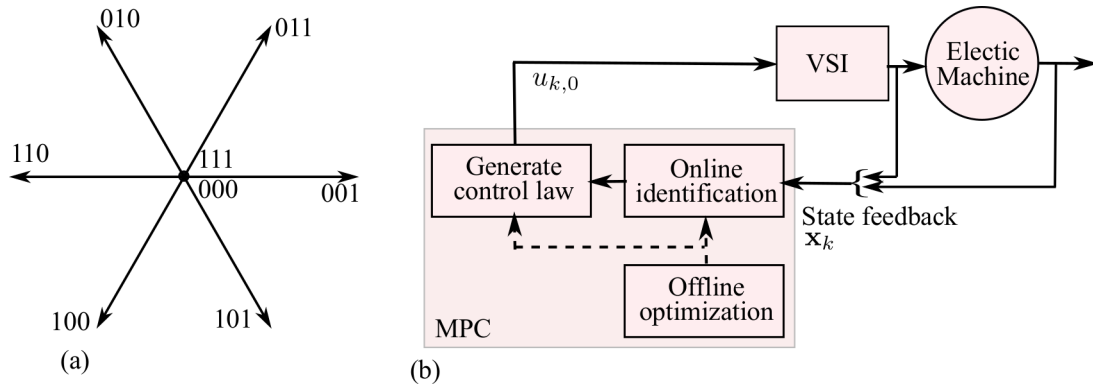 010
011
110
111
000
001
100
101
(a)
u_{k,0}
VSI
Electic
Machine
Generate
control law
Online
identification
State feedback
x_k
Offline
optimization
MPC
(b)